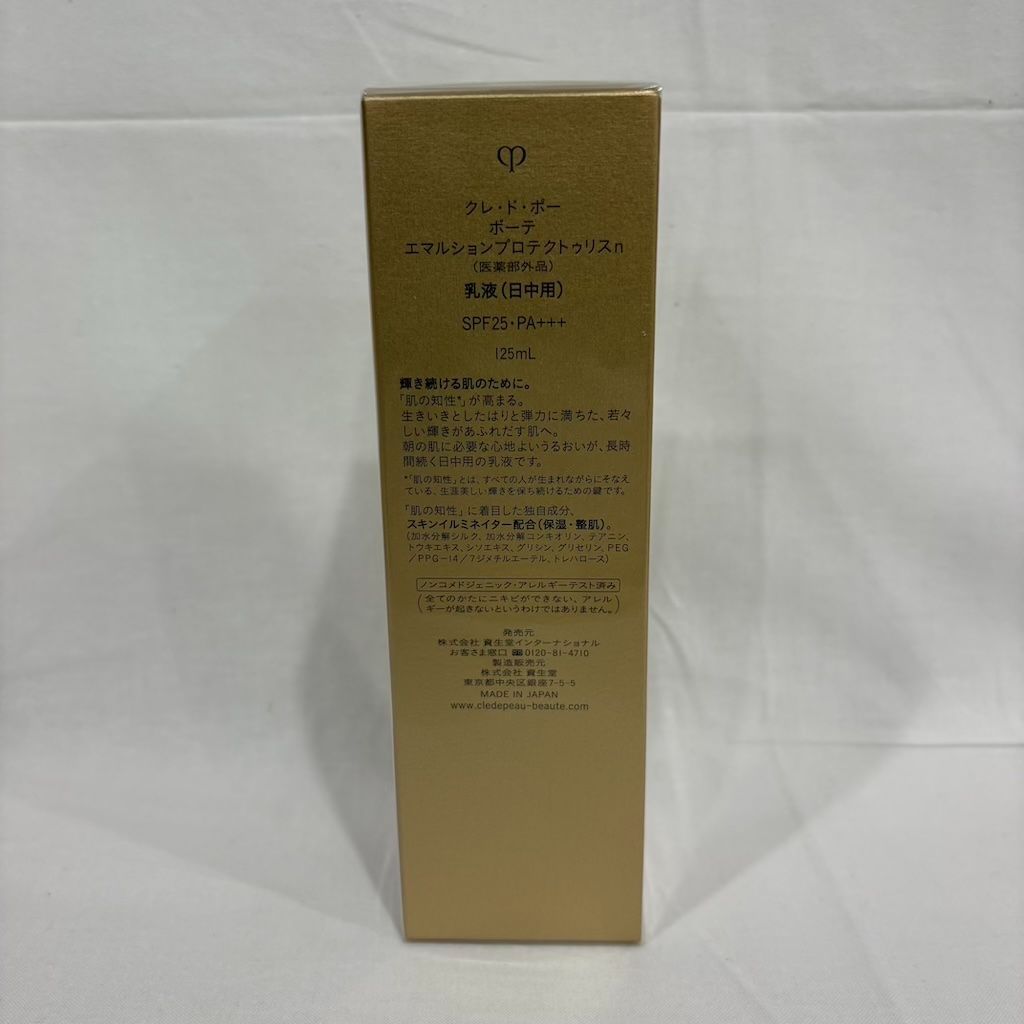 クレ・ド・ポー
ボーテ
エマルションプロテクトゥリスn
(医薬部外品)
乳液(日中用)
SPF25・PA+++
125mL
輝き続ける肌のために。
「肌の知性*」が高まる。
生きいきとしたはりと弾力に満ちた、若々
しい輝きがあふれだす肌へ。
朝の肌に必要な心地よいうるおいが、長時
間続く日中用の乳液です。
*「肌の知性」とは、すべての人が生まれながらにそなえ
ている、生涯美しい輝きを保ち続けるための鍵です。
「肌の知性」に着目した独自成分、
スキンイルミネイター配合(保湿・整肌)。
(加水分解シルク、加水分解コンキオリン、テアニン、
トウキエキス、シソエキス、グリシン、グリセリン、PEG
/PPG-14/7ジメチルエーテル、トレハロース)
ノンコメドジェニック・アレルギーテスト済み
(全てのかたにニキビができない、アレル
ギーが起きないというわけではありません。)
発売元
株式会社 資生堂インターナショナル
お客さま窓口 0120-81-4710
製造販売元
株式会社 資生堂
東京都中央区銀座7-5-5
MADE IN JAPAN
www.cledepeau-beaute.com